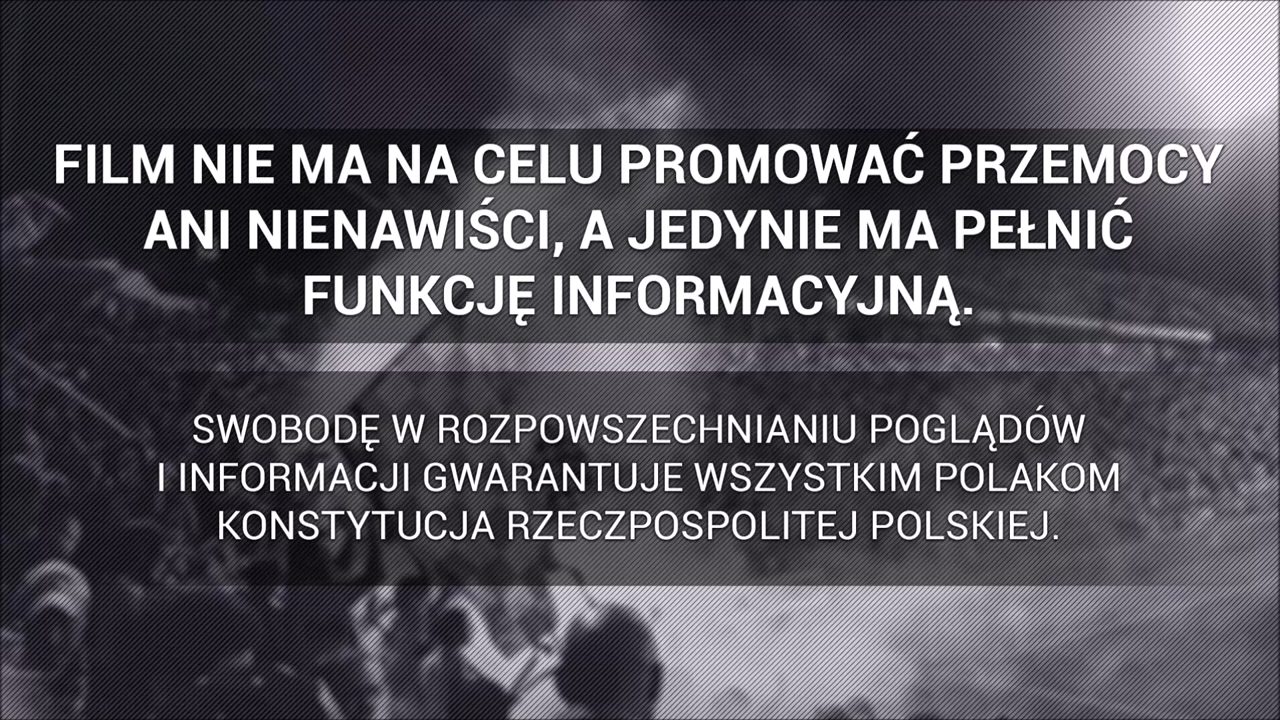 FILM NIE MA NA CELU PROMOWAĆ PRZEMOCY
ANI NIENAWIŚCI, A JEDYNIE MA PEŁNIĆ
FUNKCJĘ INFORMACYJNĄ.
SWOBODĘ W ROZPOWSZECHNIANIU POGLĄDÓW
I INFORMACJI GWARANTUJE WSZYSTKIM POLAKOM
KONSTYTUCJA RZECZPOSPOLITEJ POLSKIEJ.